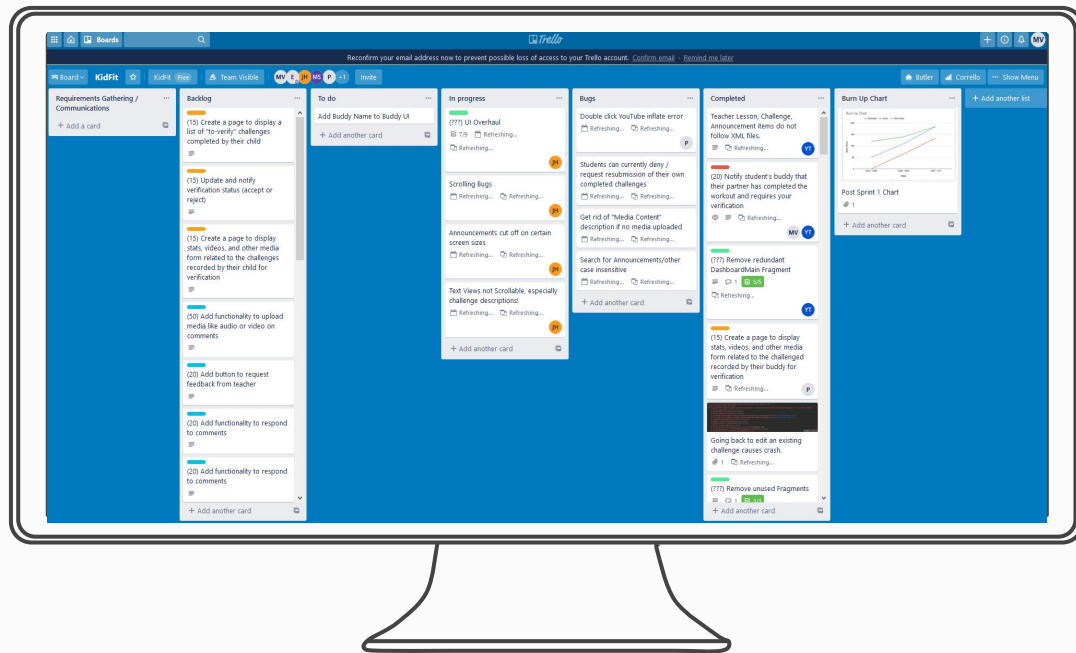 Boards
Trello
MV
Reconfirm your email address now to prevent possible loss of access to your Trello account. Confirm email · Remind me later
Board
KidFit
KidFit Free
Team Visible
MV E JH MS P +1
Invite
Butler
Corrello
··· Show Menu
Requirements Gathering /
Communications
+ Add a card
Backlog
(15) Create a page to display a
list of "to-verify" challenges
completed by their child
(15) Update and notify
verification status (accept or
reject)
(15) Create a page to display
stats, videos, and other media
form related to the challenges
recorded by their child for
verification
(50) Add functionality to upload
media like audio or video on
comments
(20) Add button to request
feedback from teacher
(20) Add functionality to respond
to comments
(20) Add functionality to respond
to comments
+ Add another card
To do
Add Buddy Name to Buddy UI
+ Add another card
In progress
(???) UI Overhaul
7/9 Refreshing...
Refreshing...
JH
Scrolling Bugs
Refreshing... Refreshing...
JH
Announcements cut off on certain
screen sizes
Refreshing... Refreshing...
JH
Text Views not Scrollable, especially
challenge descriptions!
Refreshing... Refreshing...
JH
+ Add another card
Bugs
Double click YouTube inflate error
Refreshing... Refreshing...
P
Students can currently deny /
request resubmission of their own
completed challenges
Refreshing... Refreshing...
Get rid of "Media Content"
description if no media uploaded
Refreshing... Refreshing...
Search for Announcements/other
case insensitive
Refreshing... Refreshing...
+ Add another card
Completed
Teacher Lesson, Challenge,
Announcement items do not
follow XML files.
Refreshing...
YT
(20) Notify student's buddy that
their partner has completed the
workout and requires your
verification
Refreshing...
MV YT
(???) Remove redundant
DashboardMain Fragment
1 5/5
Refreshing...
YT
(15) Create a page to display
stats, videos, and other media
form related to the challenged
recorded by their buddy for
verification
Refreshing...
P
Going back to edit an existing
challenge causes crash.
1 Refreshing...
(???) Remove unused Fragments
1
+ Add another card
Burn Up Chart
Burn Up Chart
Post Sprint 1 Chart
1
+ Add another card
+ Add another list